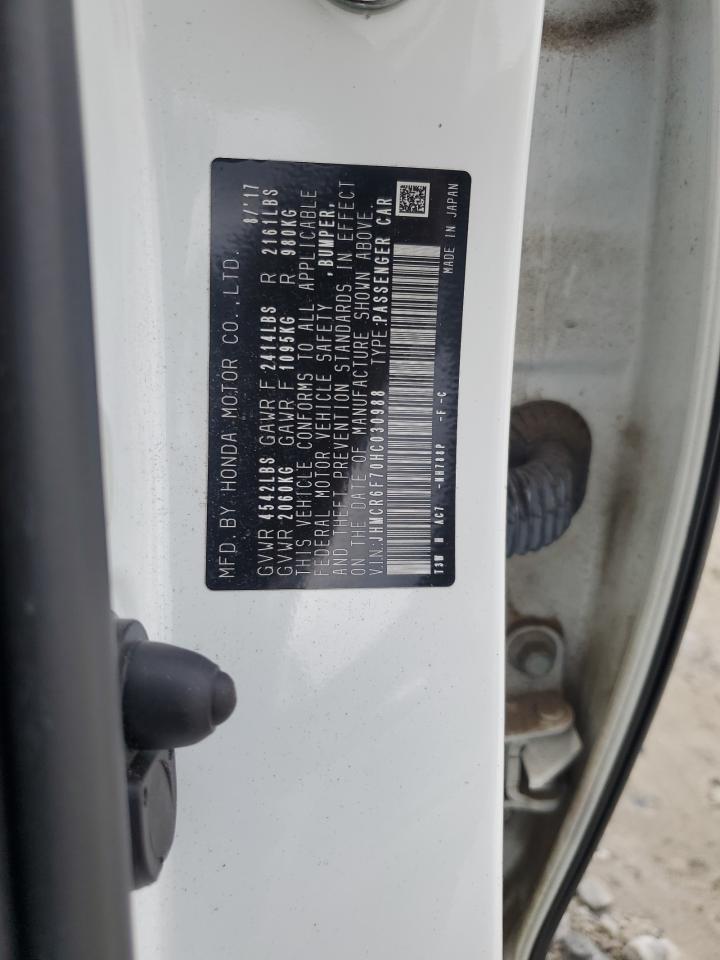 MFD. BY HONDA MOTOR CO., LTD. 8/'17
GVWR 4542LBS GAWR F 2414LBS R 2161LBS
GVWR 2060KG GAWR F 1095KG R 980KG
THIS VEHICLE CONFORMS TO ALL APPLICABLE
FEDERAL MOTOR VEHICLE SAFETY ,BUMPER,
AND THEFT PREVENTION STANDARDS IN EFFECT
ON THE DATE OF MANUFACTURE SHOWN ABOVE.
V.I.N.:JHMCR6F70HC030988 TYPE:PASSENGER CAR
T3W M AC7 -NH788P -F -C MADE IN JAPAN